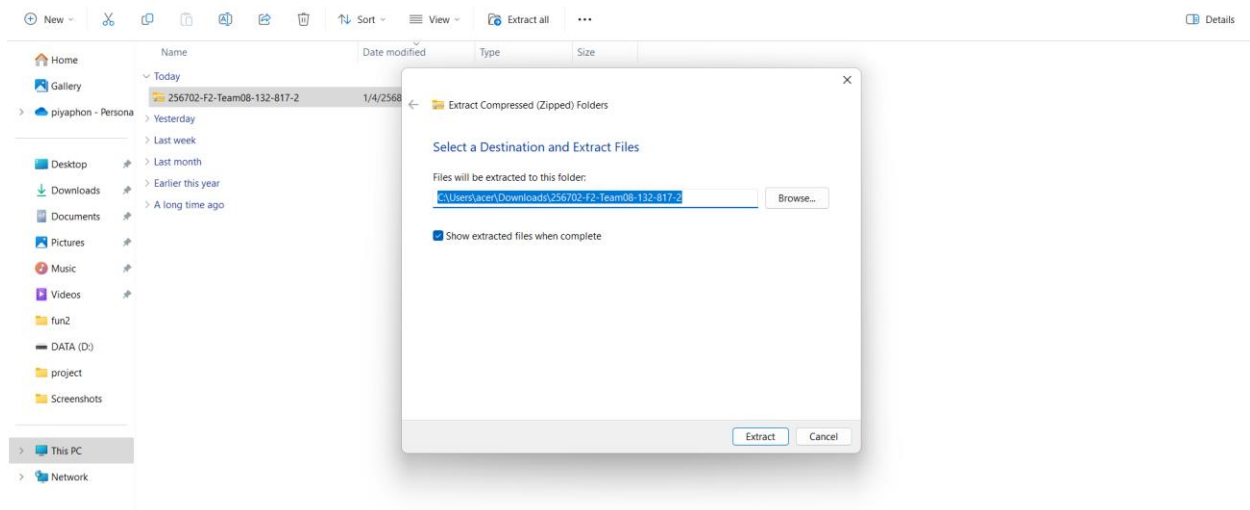 New
Sort
View
Extract all
...
Details
Home
Gallery
piyaphon - Persona
Desktop
Downloads
Documents
Pictures
Music
Videos
fun2
DATA (D:)
project
Screenshots
This PC
Network
Name Date modified Type Size
Today
256702-F2-Team08-132-817-2 1/4/2568
Yesterday
Last week
Last month
Earlier this year
A long time ago
Extract Compressed (Zipped) Folders
Select a Destination and Extract Files
Files will be extracted to this folder:
C:\Users\acer\Downloads\256702-F2-Team08-132-817-2 Browse...
Show extracted files when complete
Extract Cancel